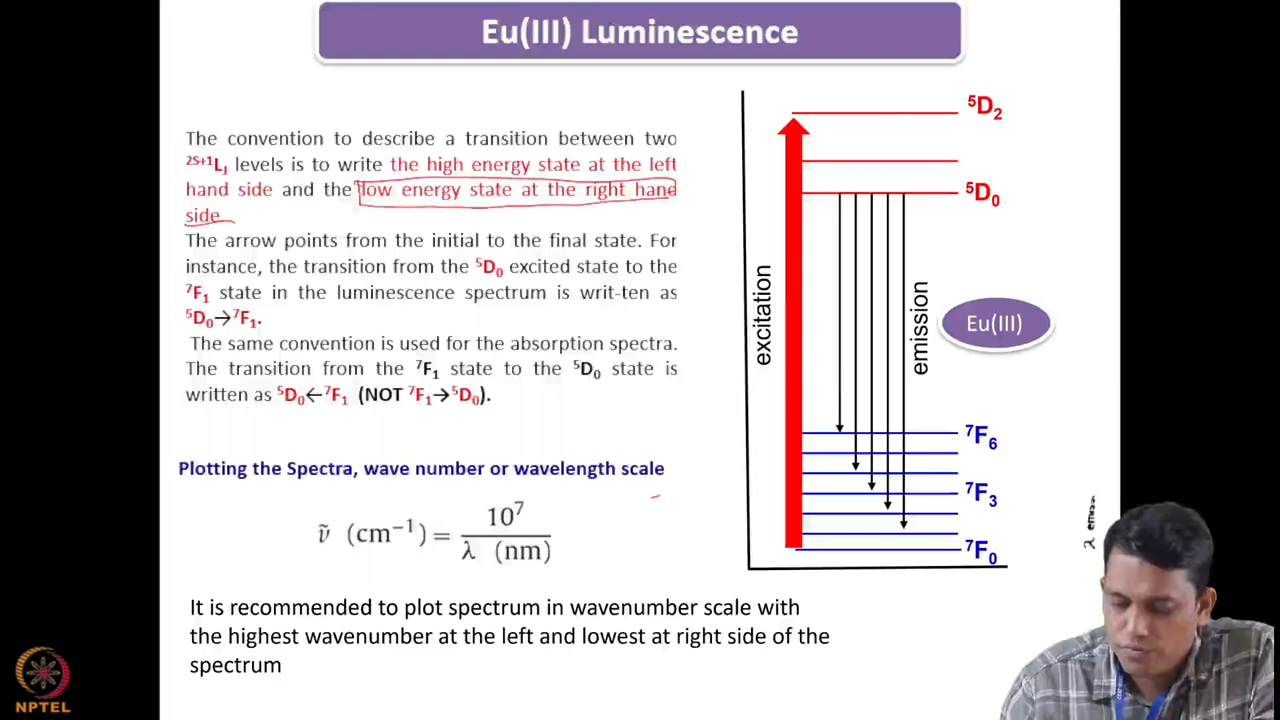 Eu(III) Luminescence
The convention to describe a transition between two
²ˢ⁺¹Lⱼ levels is to write the high energy state at the left
hand side and the low energy state at the right hand
side
The arrow points from the initial to the final state. For
instance, the transition from the ⁵D₀ excited state to the
⁷F₁ state in the luminescence spectrum is writ-ten as
⁵D₀→⁷F₁.
The same convention is used for the absorption spectra.
The transition from the ⁷F₁ state to the ⁵D₀ state is
written as ⁵D₀←⁷F₁ (NOT ⁷F₁→⁵D₀).
Plotting the Spectra, wave number or wavelength scale
ν̃ (cm⁻¹) = 10⁷ / λ (nm)
It is recommended to plot spectrum in wavenumber scale with
the highest wavenumber at the left and lowest at right side of the
spectrum
⁵D₂
⁵D₀
excitation
emission
Eu(III)
⁷F₆
⁷F₃
⁷F₀
NPTEL